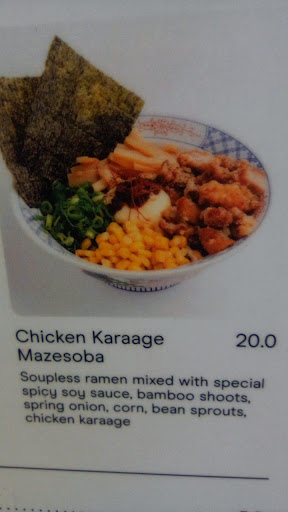 Chicken Karaage 20.0
Mazesoba
Soupless ramen mixed with special
spicy soy sauce, bamboo shoots,
spring onion, corn, bean sprouts,
chicken karaage